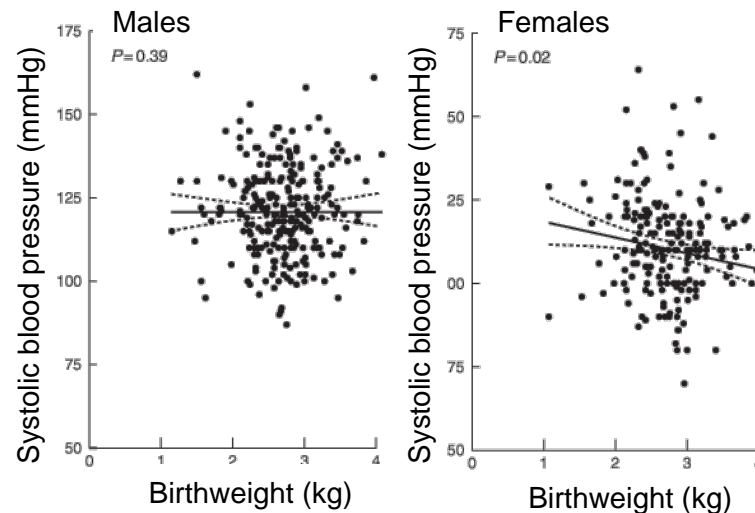 Males
P=0.39
Systolic blood pressure (mmHg)
175
150
125
100
75
50
0
1
2
3
4
Birthweight (kg)
Females
P=0.02
Systolic blood pressure (mmHg)
75
50
25
00
75
50
0
1
2
3
4
Birthweight (kg)